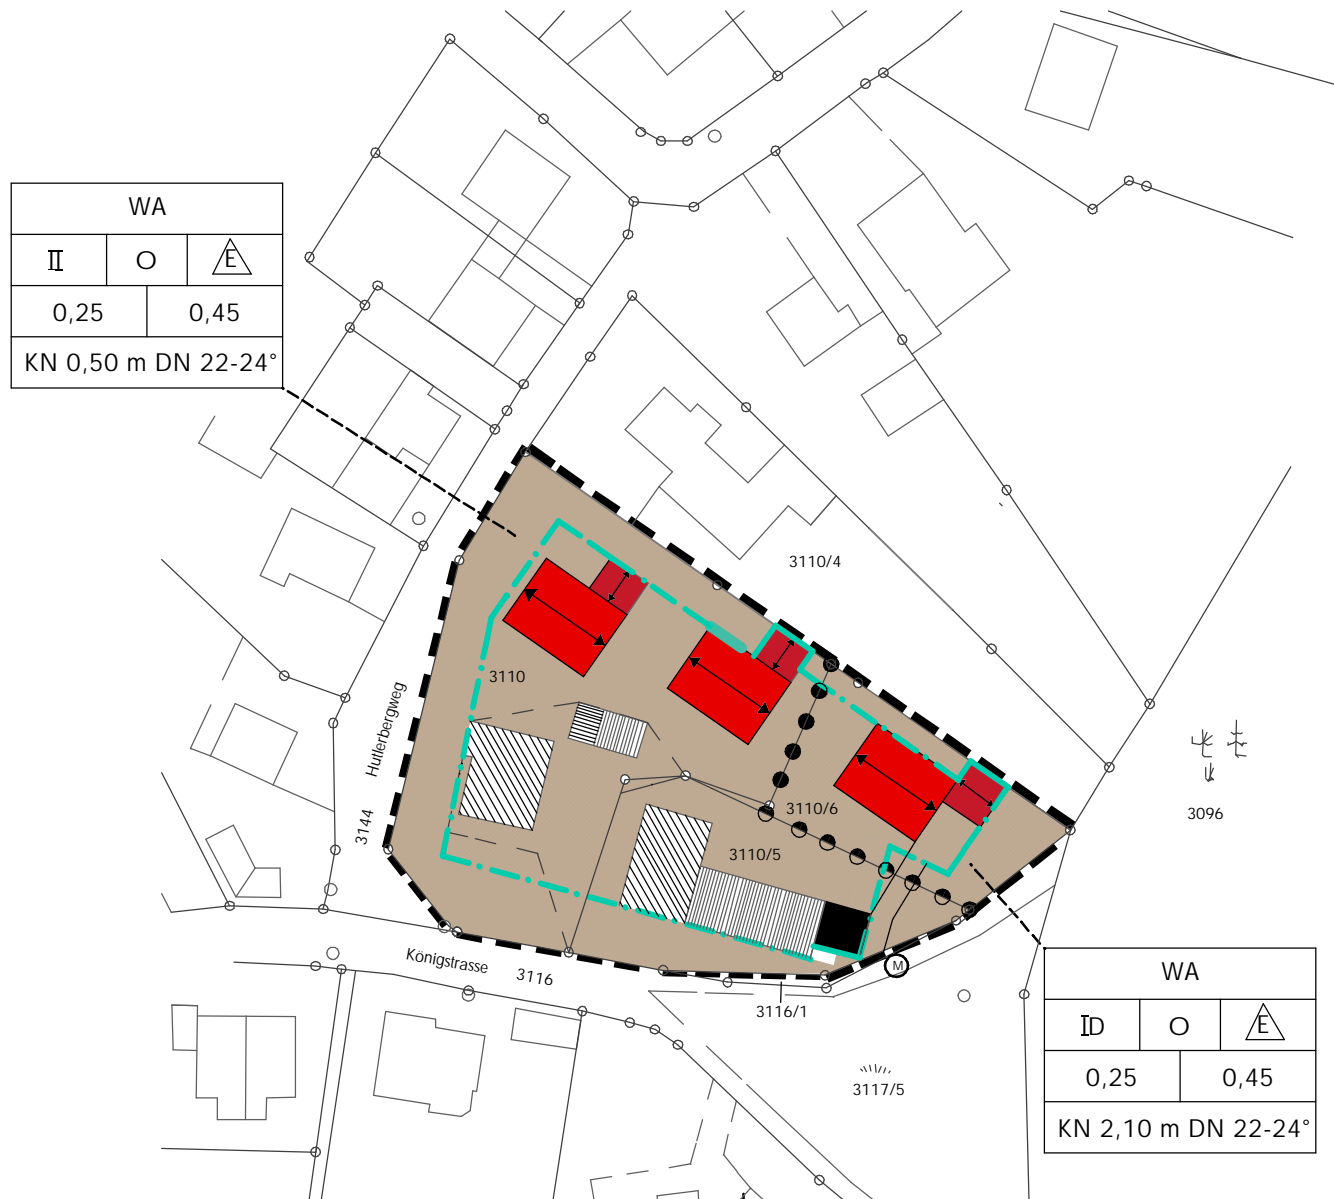 WA
II O E
0,25 0,45
KN 0,50 m DN 22-24°
3110/4
3110
Hutlerbergweg
3144
3110/6
3110/5
3096
Königstrasse
3116
M
3116/1
3117/5
WA
ID O E
0,25 0,45
KN 2,10 m DN 22-24°